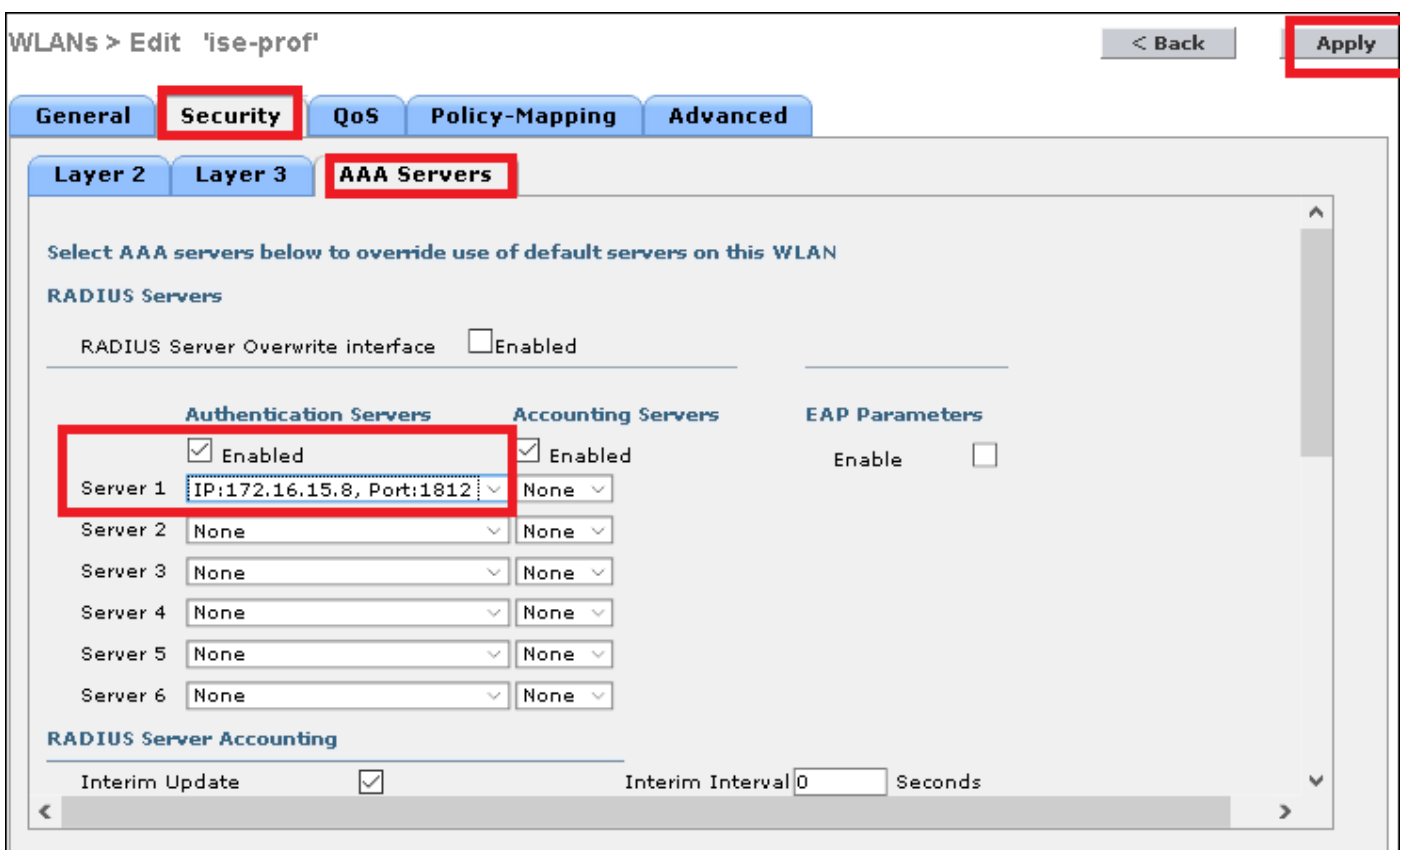 WLANs > Edit 'ise-prof'
< Back
Apply
General Security QoS Policy-Mapping Advanced
Layer 2 Layer 3 AAA Servers
Select AAA servers below to override use of default servers on this WLAN
RADIUS Servers
RADIUS Server Overwrite interface Enabled
Authentication Servers Accounting Servers EAP Parameters
Enabled Enabled Enable
Server 1 IP:172.16.15.8, Port:1812 None
Server 2 None None
Server 3 None None
Server 4 None None
Server 5 None None
Server 6 None None
RADIUS Server Accounting
Interim Update Interim Interval 0 Seconds